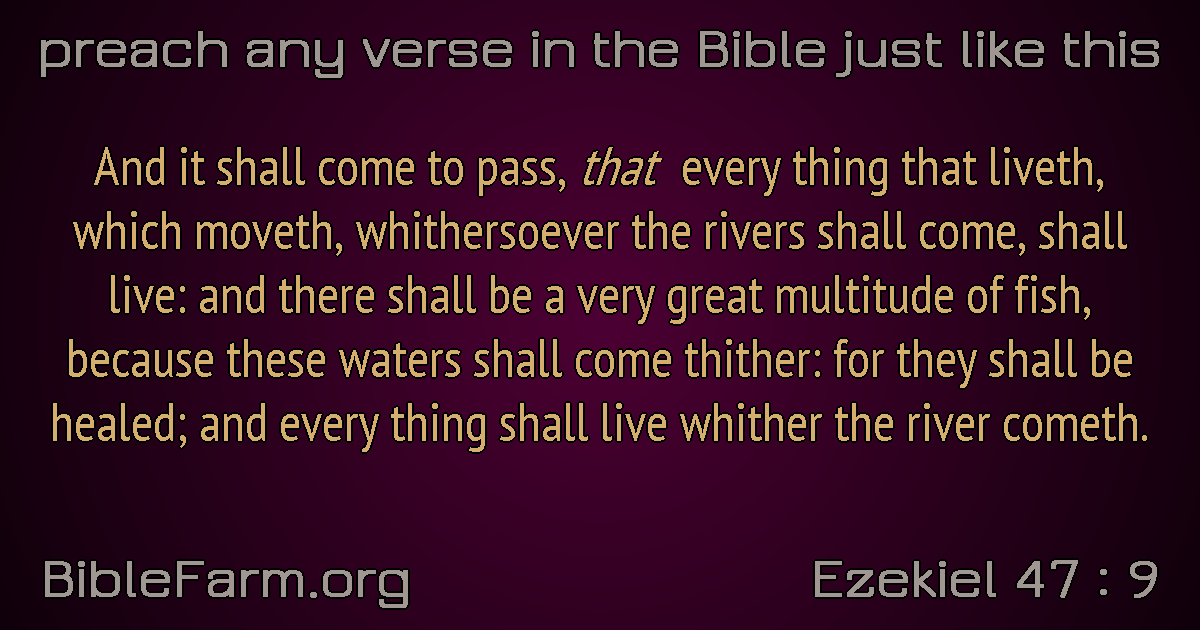 preach any verse in the Bible just like this
And it shall come to pass, that every thing that liveth,
which moveth, whithersoever the rivers shall come, shall
live: and there shall be a very great multitude of fish,
because these waters shall come thither: for they shall be
healed; and every thing shall live whither the river cometh.
BibleFarm.org
Ezekiel 47 : 9